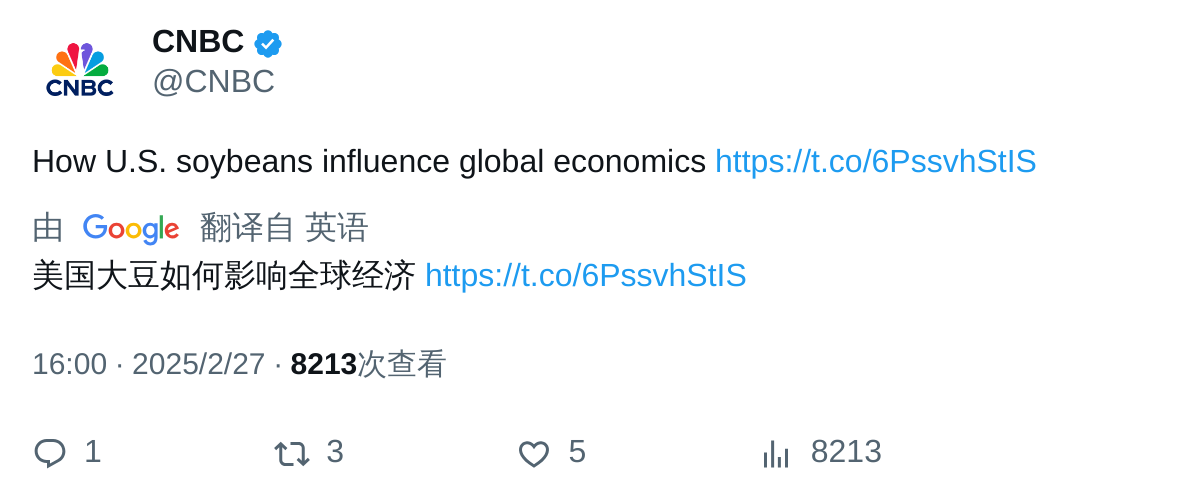 CNBC
CNBC
@CNBC
How U.S. soybeans influence global economics https://t.co/6PssvhStIS
由 Google 翻译自 英语
美国大豆如何影响全球经济 https://t.co/6PssvhStIS
16:00 · 2025/2/27 · 8213次查看
1 3 5 8213